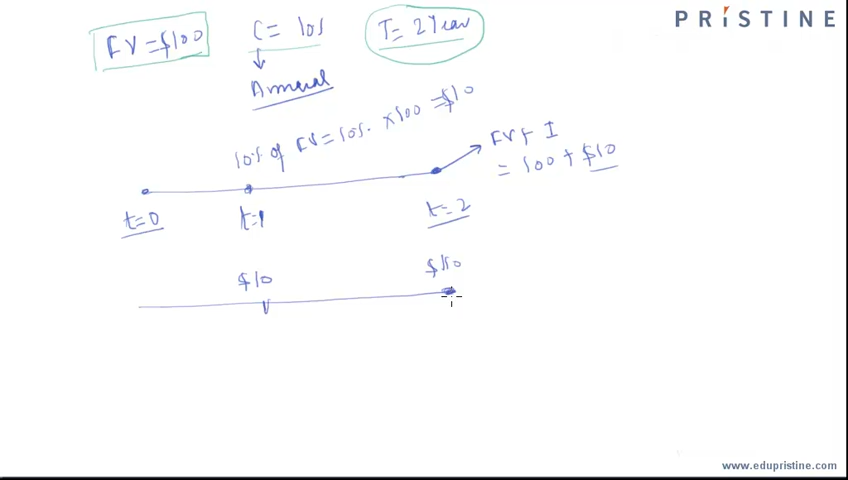 PRISTINE
FV = $100 C = 10% T = 2 Year
Annual
10% of FV = 10% × 100 = $10
FV + I
= 100 + $10
t=0 t=1 t=2
$10 $110
www.edupristine.com